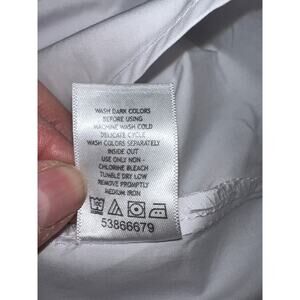 WASH DARK COLORS
BEFORE USING
MACHINE WASH COLD
DELICATE CYCLE
WASH COLORS SEPARATELY
INSIDE OUT
USE ONLY NON -
CHLORINE BLEACH
TUMBLE DRY LOW
REMOVE PROMPTLY
MEDIUM IRON
53866679